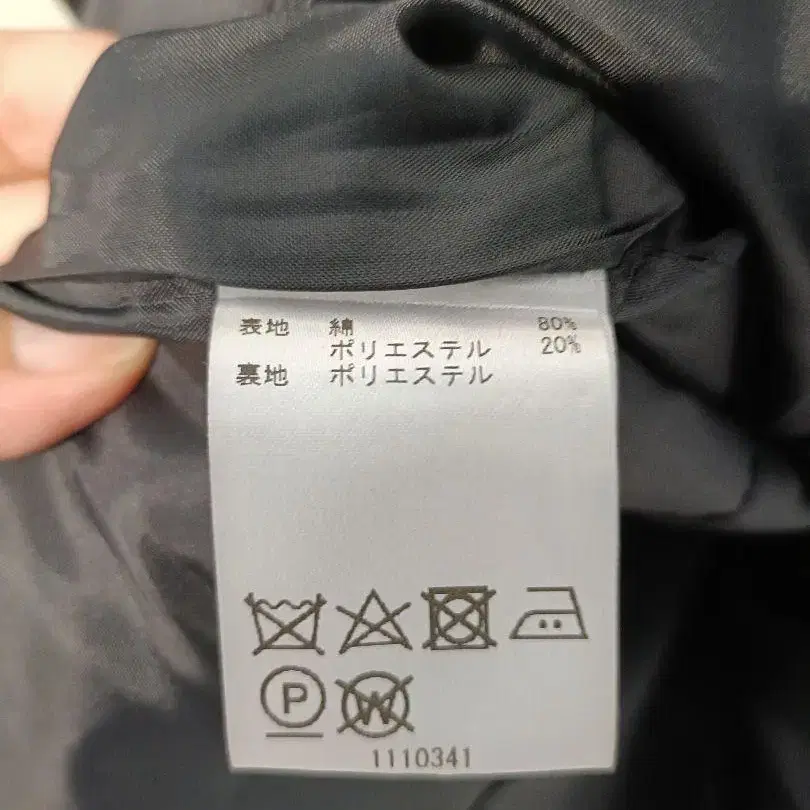 表地 綿 80%
ポリエステル 20%
裏地 ポリエステル
P W
1110341